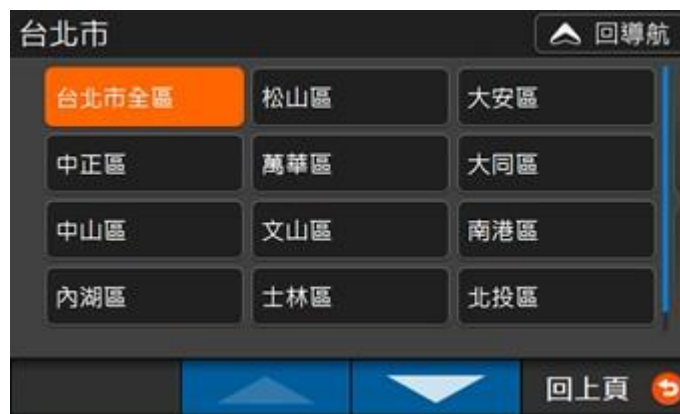 台北市
回導航
台北市全區 松山區 大安區
中正區 萬華區 大同區
中山區 文山區 南港區
內湖區 士林區 北投區
回上頁